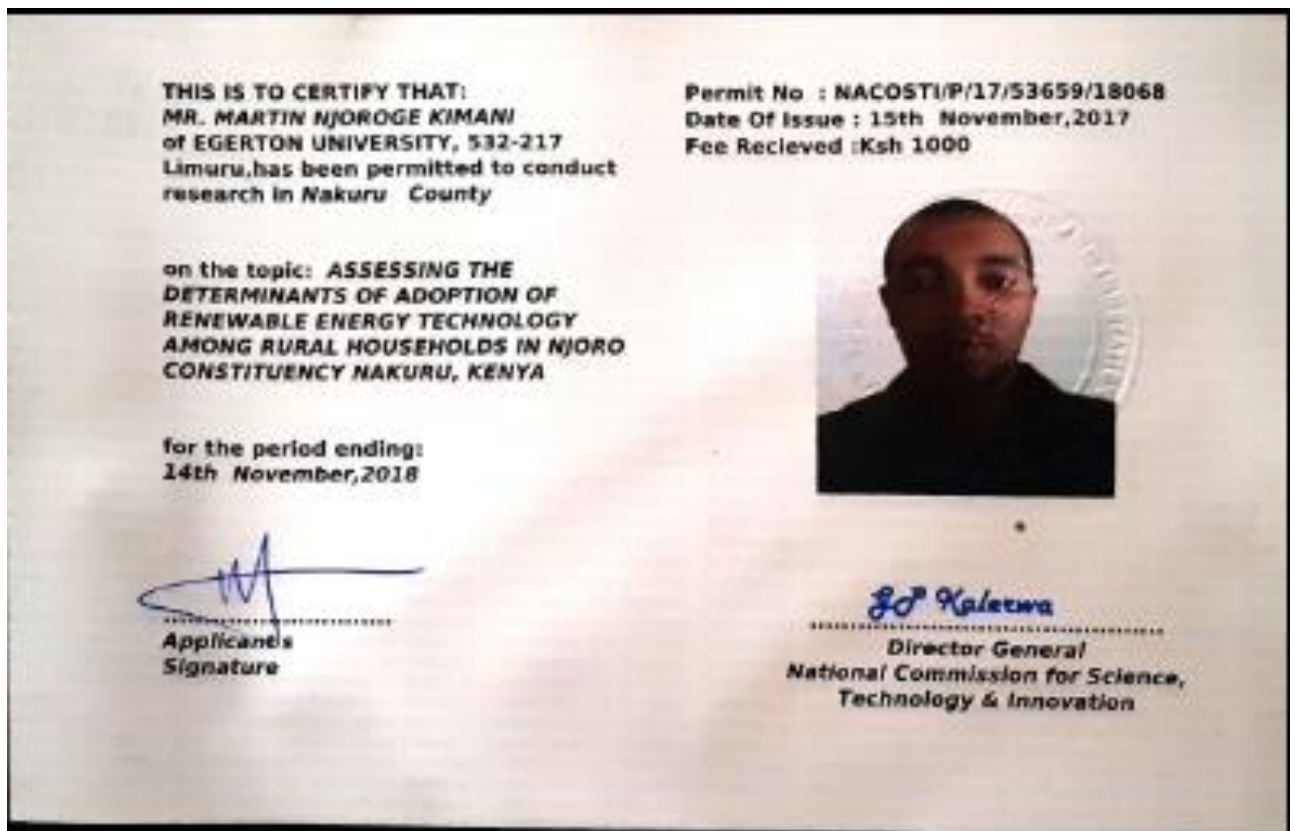 THIS IS TO CERTIFY THAT:
MR. MARTIN NJOROGE KIMANI
of EGERTON UNIVERSITY, 532-217
Limuru,has been permitted to conduct
research in Nakuru County
on the topic: ASSESSING THE
DETERMINANTS OF ADOPTION OF
RENEWABLE ENERGY TECHNOLOGY
AMONG RURAL HOUSEHOLDS IN NJORO
CONSTITUENCY NAKURU, KENYA
for the period ending:
14th November,2018
Applicant's
Signature
Permit No : NACOSTI/P/17/53659/18068
Date Of Issue : 15th November,2017
Fee Recieved :Ksh 1000
Director General
National Commission for Science,
Technology & Innovation